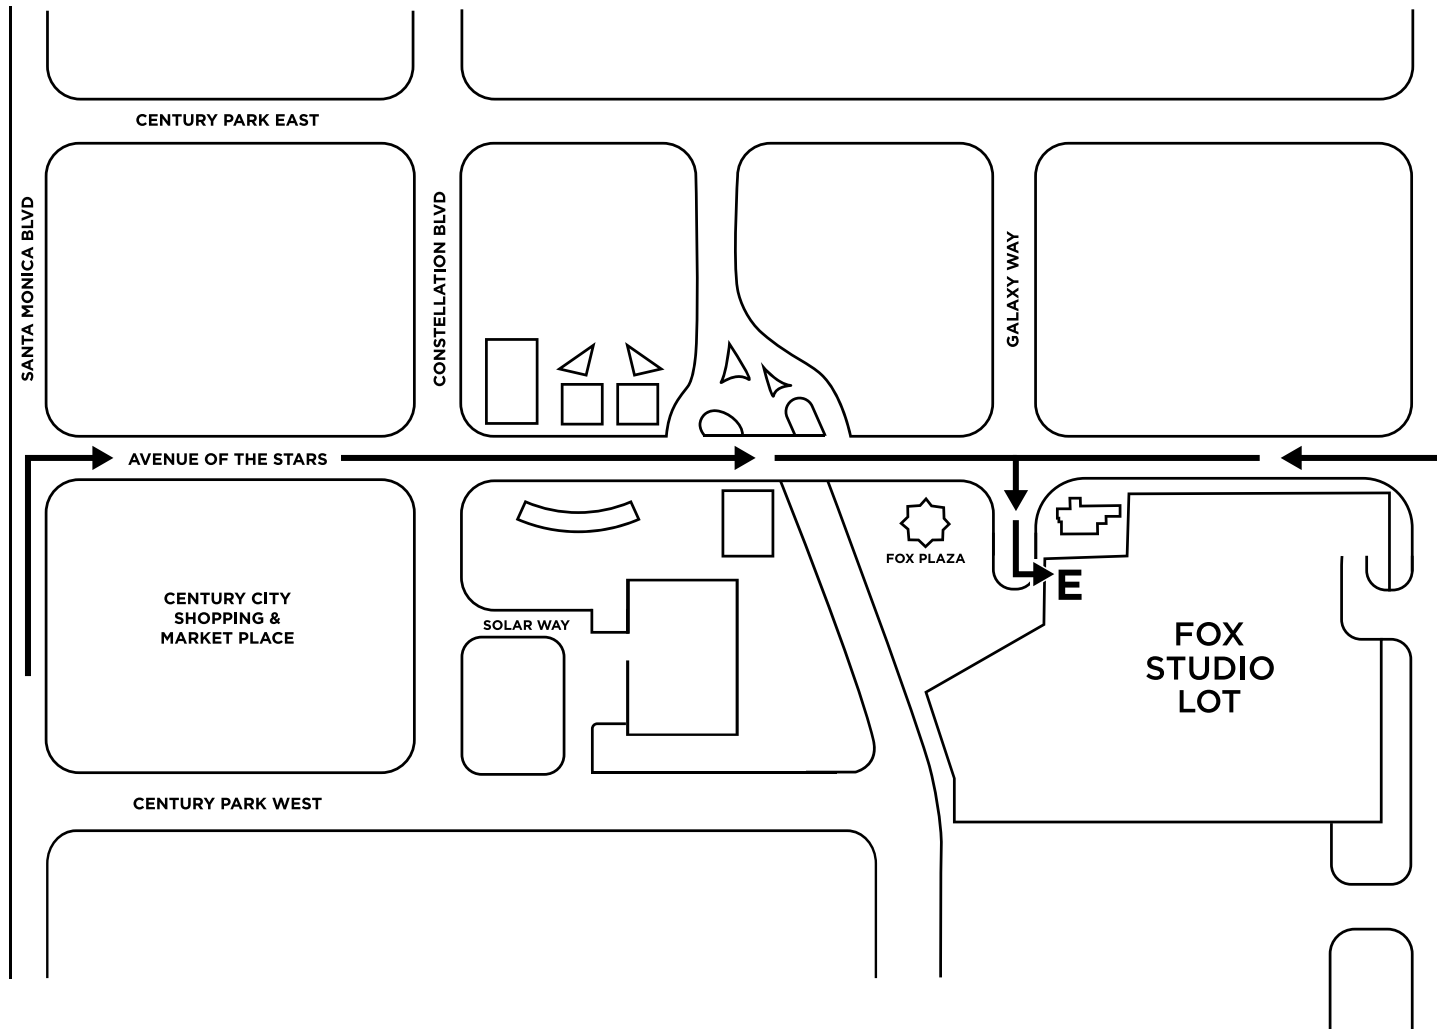 CENTURY PARK EAST
SANTA MONICA BLVD
CONSTELLATION BLVD
GALAXY WAY
AVENUE OF THE STARS
FOX PLAZA
E
CENTURY CITY
SHOPPING &
MARKET PLACE
SOLAR WAY
FOX
STUDIO
LOT
CENTURY PARK WEST